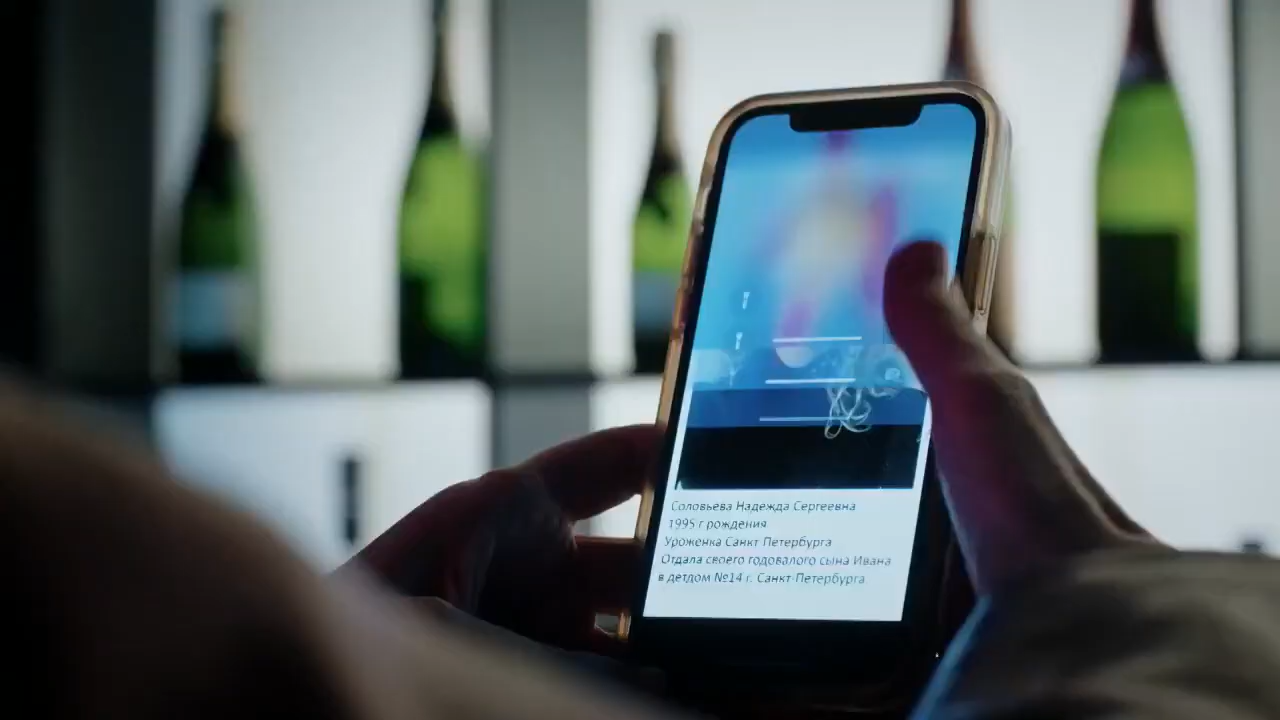 Соловьева Надежда Сергеевна
1995 г рождения
Уроженка Санкт Петербурга
Отдала своего годовалого сына Ивана
в детдом №14 г. Санкт-Петербурга